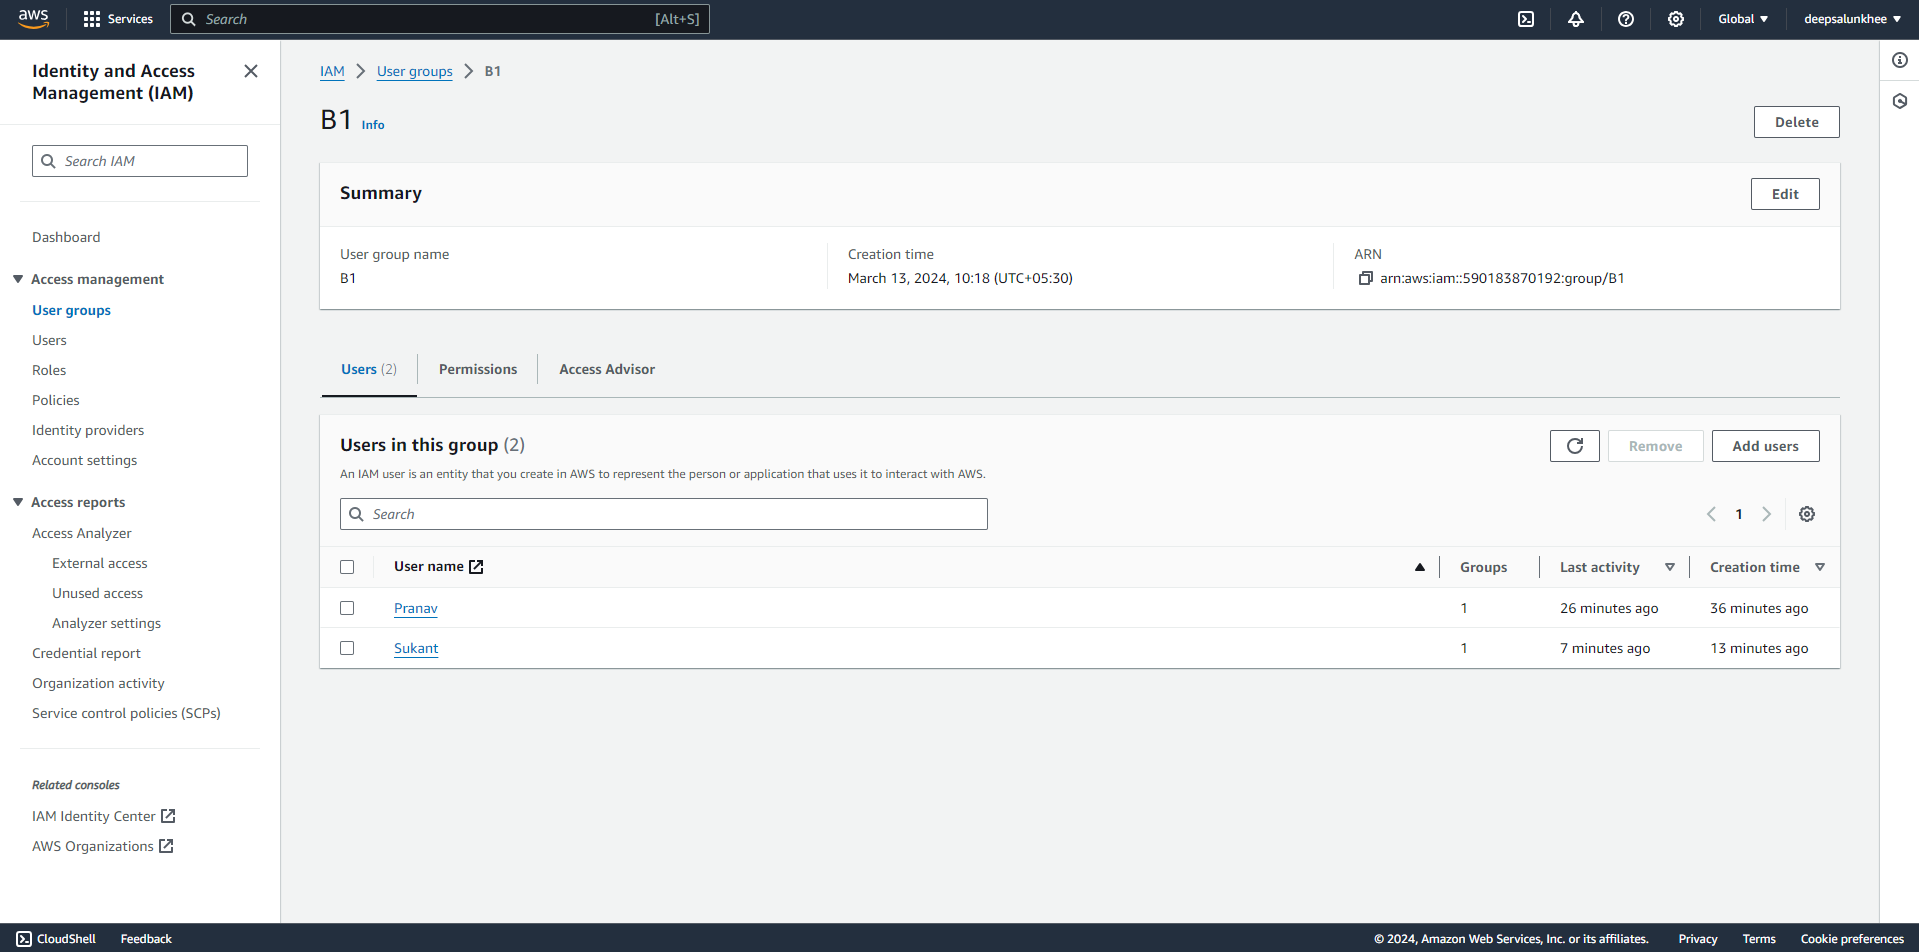 aws Services Search [Alt+S] Global deepsalunkhee
Identity and Access
Management (IAM)
Search IAM
Dashboard
Access management
User groups
Users
Roles
Policies
Identity providers
Account settings
Access reports
Access Analyzer
External access
Unused access
Analyzer settings
Credential report
Organization activity
Service control policies (SCPs)
Related consoles
IAM Identity Center
AWS Organizations
IAM User groups B1
B1 Info Delete
Summary Edit
User group name Creation time ARN
B1 March 13, 2024, 10:18 (UTC+05:30) arn:aws:iam::590183870192:group/B1
Users (2) Permissions Access Advisor
Users in this group (2) Remove Add users
An IAM user is an entity that you create in AWS to represent the person or application that uses it to interact with AWS.
Search 1
User name Groups Last activity Creation time
Pranav 1 26 minutes ago 36 minutes ago
Sukant 1 7 minutes ago 13 minutes ago
CloudShell Feedback © 2024, Amazon Web Services, Inc. or its affiliates. Privacy Terms Cookie preferences